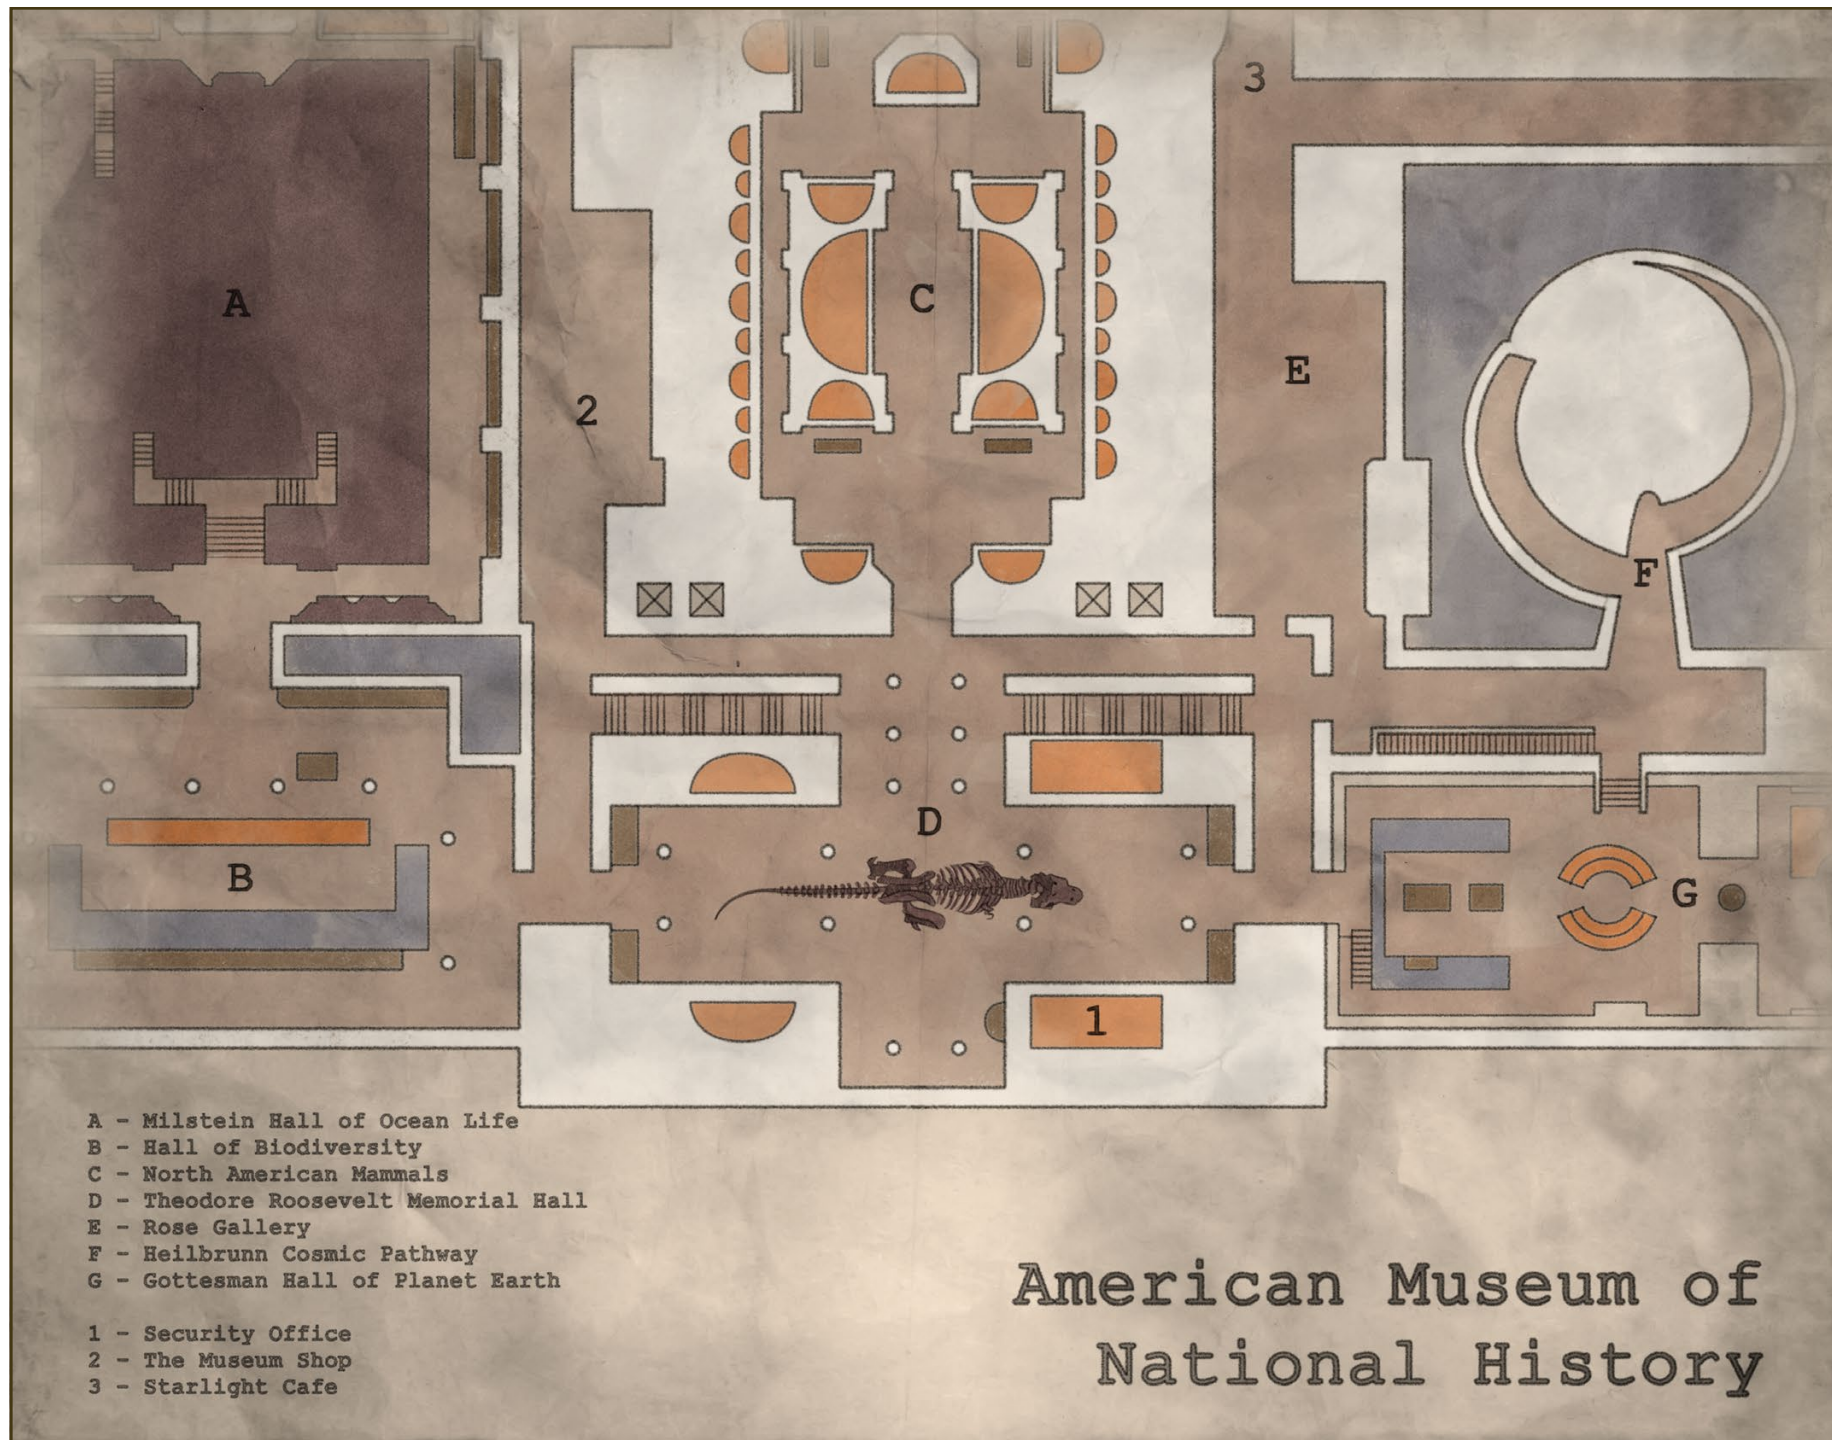 3
A
C
E
2
F
D
B
G
1
A - Milstein Hall of Ocean Life
B - Hall of Biodiversity
C - North American Mammals
D - Theodore Roosevelt Memorial Hall
E - Rose Gallery
F - Heilbrunn Cosmic Pathway
G - Gottesman Hall of Planet Earth
1 - Security Office
2 - The Museum Shop
3 - Starlight Cafe
American Museum of
National History